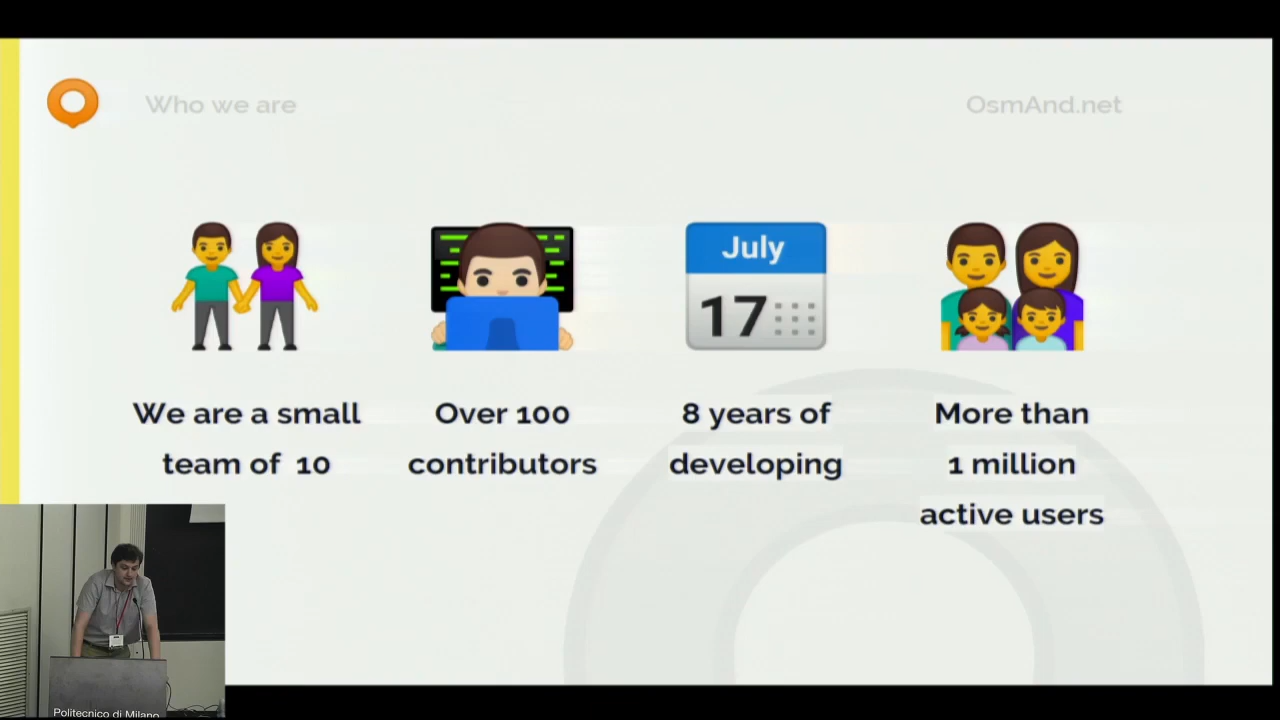 Who we are
OsmAnd.net
July
17
We are a small
team of 10
Over 100
contributors
8 years of
developing
More than
1 million
active users
Politecnico di Milano